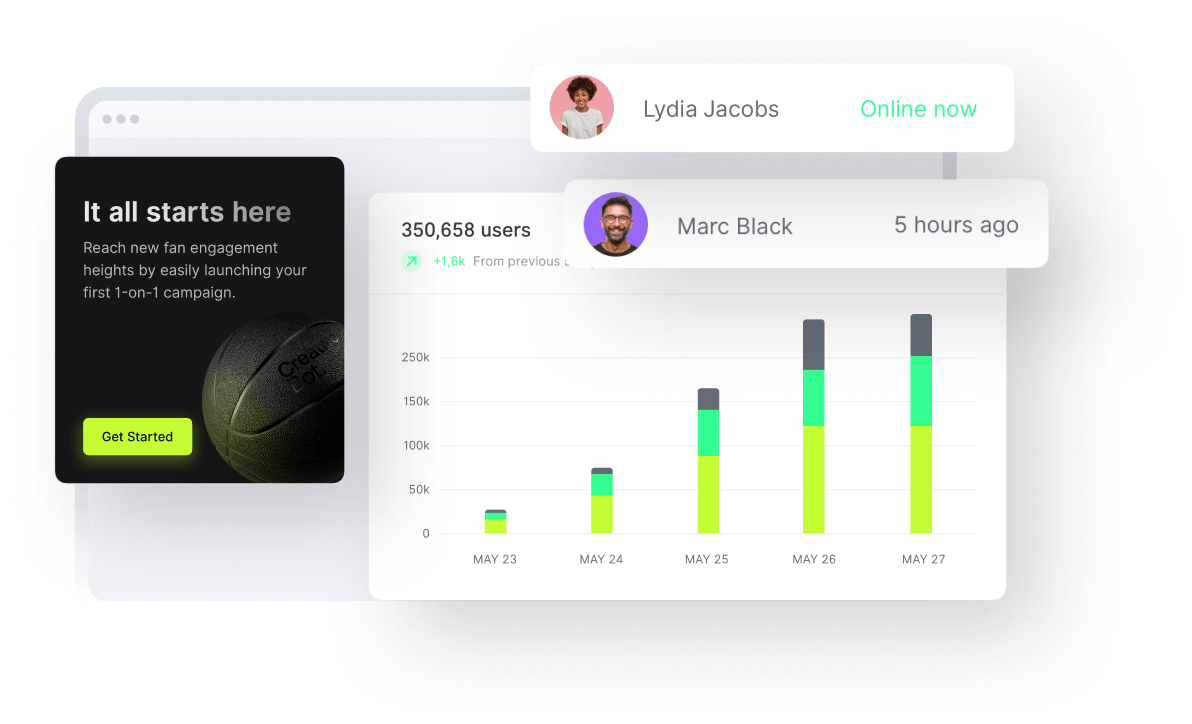 Lydia Jacobs Online now
Marc Black 5 hours ago
It all starts here
Reach new fan engagement
heights by easily launching your
first 1-on-1 campaign.
Get Started
350,658 users
+1,6k From previous
250k
150k
100k
50k
0
MAY 23 MAY 24 MAY 25 MAY 26 MAY 27